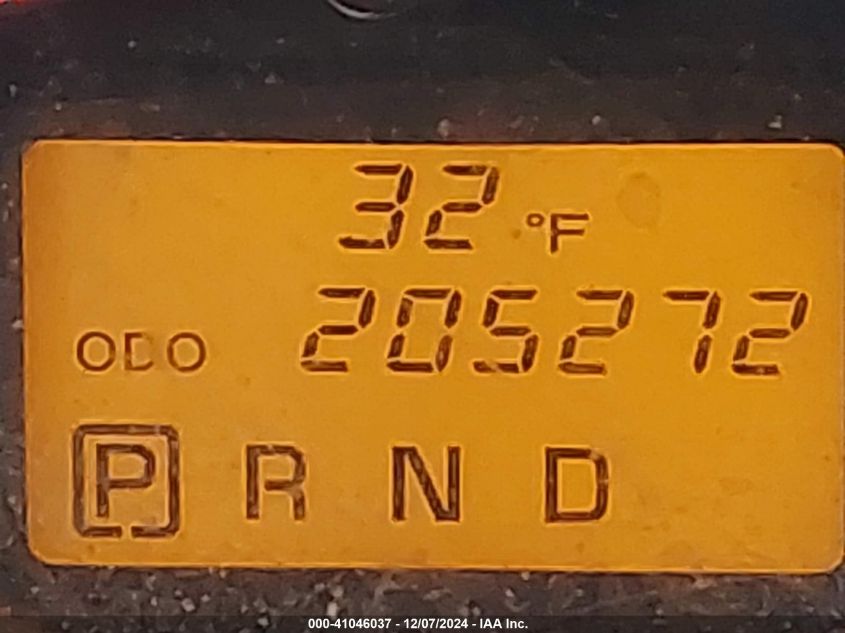 32 °F
ODO 205272
P R N D
000-41046037 - 12/07/2024 - IAA Inc.